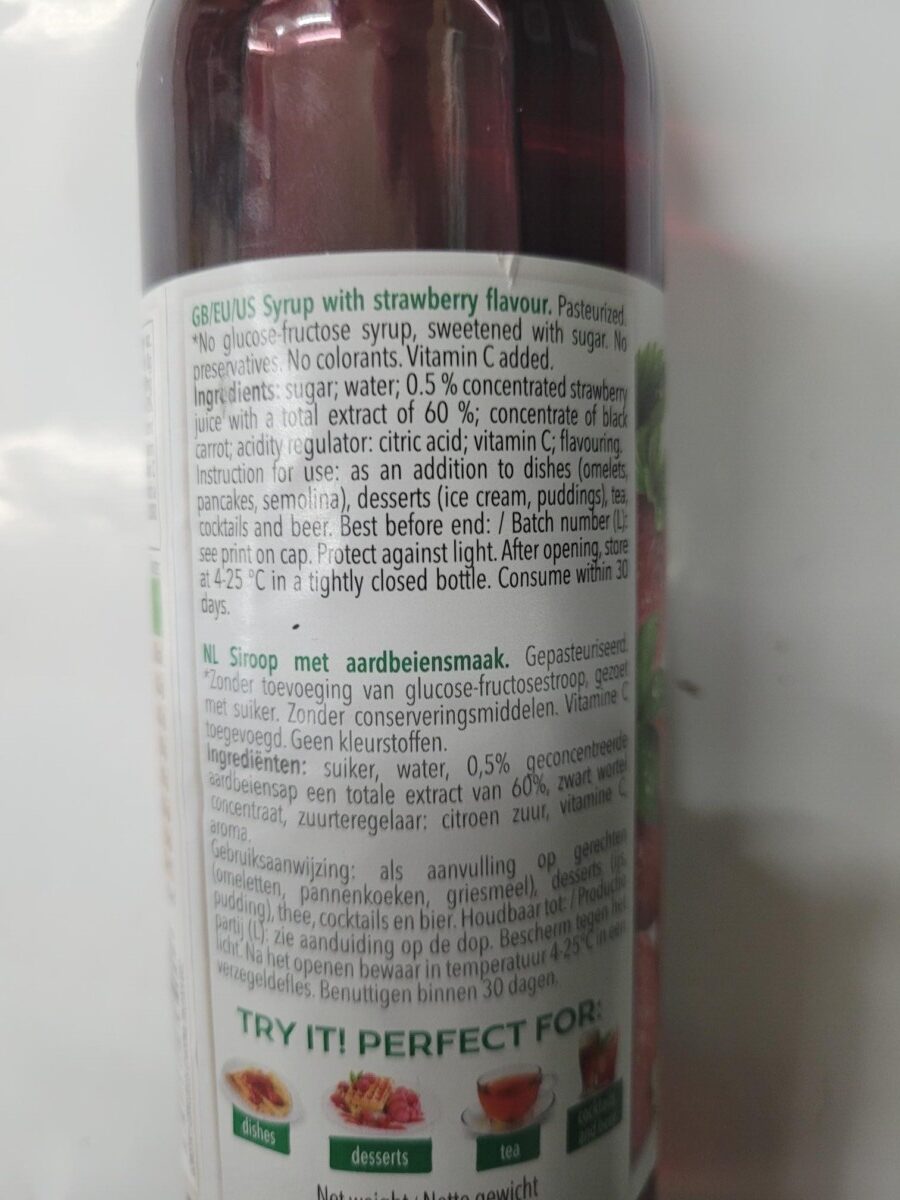 GB/EU/US Syrup with strawberry flavour. Pasteurized.
*No glucose-fructose syrup, sweetened with sugar. No
preservatives. No colorants. Vitamin C added.
Ingredients: sugar; water; 0.5 % concentrated strawberry
juice with a total extract of 60 %; concentrate of black
carrot; acidity regulator: citric acid; vitamin C; flavouring.
Instruction for use: as an addition to dishes (omelets,
pancakes, semolina), desserts (ice cream, puddings), tea,
cocktails and beer. Best before end: / Batch number (L):
see print on cap. Protect against light. After opening, store
at 4-25 °C in a tightly closed bottle. Consume within 30
days.
NL Siroop met aardbeiensmaak. Gepasteuriseerd.
*Zonder toevoeging van glucose-fructosestroop, gezoet
met suiker. Zonder conserveringsmiddelen. Vitamine C
toegevoegd. Geen kleurstoffen.
Ingrediënten: suiker, water, 0,5% geconcentreerde
aardbeiensap een totale extract van 60%, zwart wortel
concentraat, zuurteregelaar: citroen zuur, vitamine C,
aroma.
Gebruiksaanwijzing: als aanvulling op gerechten
(omeletten, pannenkoeken, griesmeel), desserts (ijs,
pudding), thee, cocktails en bier. Houdbaar tot: / Productie
partij (L): zie aanduiding op de dop. Bescherm tegen het
licht. Na het openen bewaar in temperatuur 4-25°C in een
verzegeldefles. Benuttigen binnen 30 dagen.
TRY IT! PERFECT FOR:
dishes
desserts
tea
cocktails
Net weight / Netto gewicht